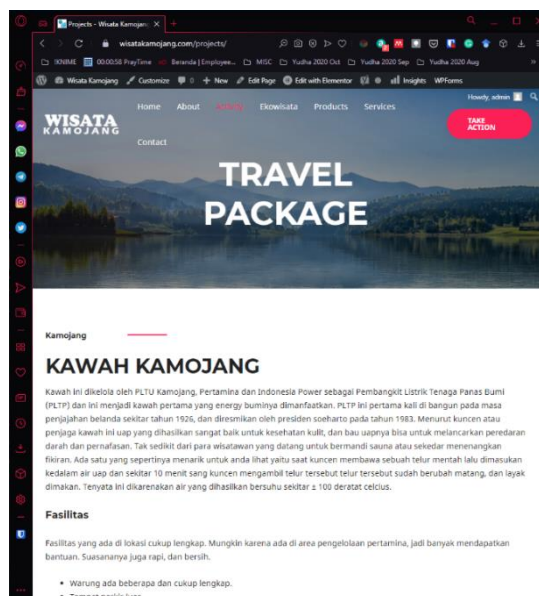 Projects - Wisata Kamojang
wisatakamojang.com/projects/
!KNIME 00:00:58 PrayTime Beranda | Employee... MISC Yudha 2020 Oct Yudha 2020 Sep Yudha 2020 Aug
Wisata Kamojang Customize 0 + New Edit Page Edit with Elementor Insights WPForms
Howdy, admin
WISATA
KAMOJANG
Home About Activity Ekowisata Products Services
Contact
TAKE
ACTION
TRAVEL
PACKAGE
Kamojang
KAWAH KAMOJANG
Kawah ini dikelola oleh PLTU Kamojang, Pertamina dan Indonesia Power sebagai Pembangkit Listrik Tenaga Panas Bumi
(PLTP) dan ini menjadi kawah pertama yang energy buminya dimanfaatkan. PLTP ini pertama kali di bangun pada masa
penjajahan belanda sekitar tahun 1926, dan diresmikan oleh presiden soeharto pada tahun 1983. Menurut kuncen atau
penjaga kawah ini uap yang dihasilkan sangat baik untuk kesehatan kulit, dan bau uapnya bisa untuk melancarkan peredaran
darah dan pernafasan. Tak sedikit dari para wisatawan yang datang untuk bermandi sauna atau sekedar menenangkan
fikiran. Ada satu yang sepertinya menarik untuk anda lihat yaitu saat kuncen membawa sebuah telur mentah lalu dimasukan
kedalam air uap dan sekitar 10 menit sang kuncen mengambil telur tersebut telur tersebut sudah berubah matang, dan layak
dimakan. Tenyata ini dikarenakan air yang dihasilkan bersuhu sekitar ± 100 deratat celcius.
Fasilitas
Fasilitas yang ada di lokasi cukup lengkap. Mungkin karena ada di area pengelolaan pertamina, jadi banyak mendapatkan
bantuan. Suasananya juga rapi, dan bersih.
Warung ada beberapa dan cukup lengkap.